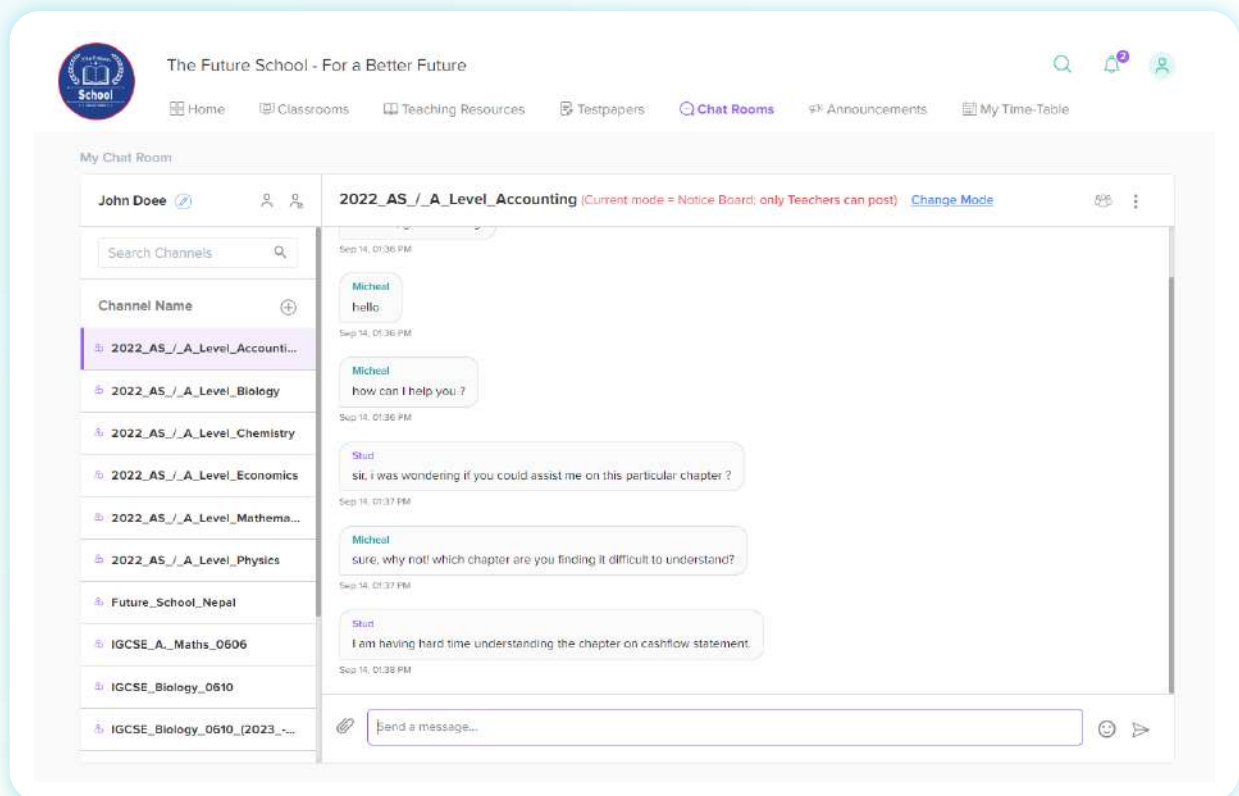 The Future
School
The Future School - For a Better Future
2
Home
Classrooms
Teaching Resources
Testpapers
Chat Rooms
Announcements
My Time-Table
My Chat Room
John Doee
2022_AS_/_A_Level_Accounting (Current mode = Notice Board; only Teachers can post) Change Mode
Search Channels
Channel Name
2022_AS_/_A_Level_Accounti...
2022_AS_/_A_Level_Biology
2022_AS_/_A_Level_Chemistry
2022_AS_/_A_Level_Economics
2022_AS_/_A_Level_Mathema...
2022_AS_/_A_Level_Physics
Future_School_Nepal
IGCSE_A._Maths_0606
IGCSE_Biology_0610
IGCSE_Biology_0610_(2023_-...
Sep 14, 01:36 PM
Micheal
hello
Sep 14, 01:36 PM
Micheal
how can I help you ?
Sep 14, 01:36 PM
Stud
sir, i was wondering if you could assist me on this particular chapter ?
Sep 14, 01:37 PM
Micheal
sure, why not! which chapter are you finding it difficult to understand?
Sep 14, 01:37 PM
Stud
I am having hard time understanding the chapter on cashflow statement.
Sep 14, 01:38 PM
Send a message...